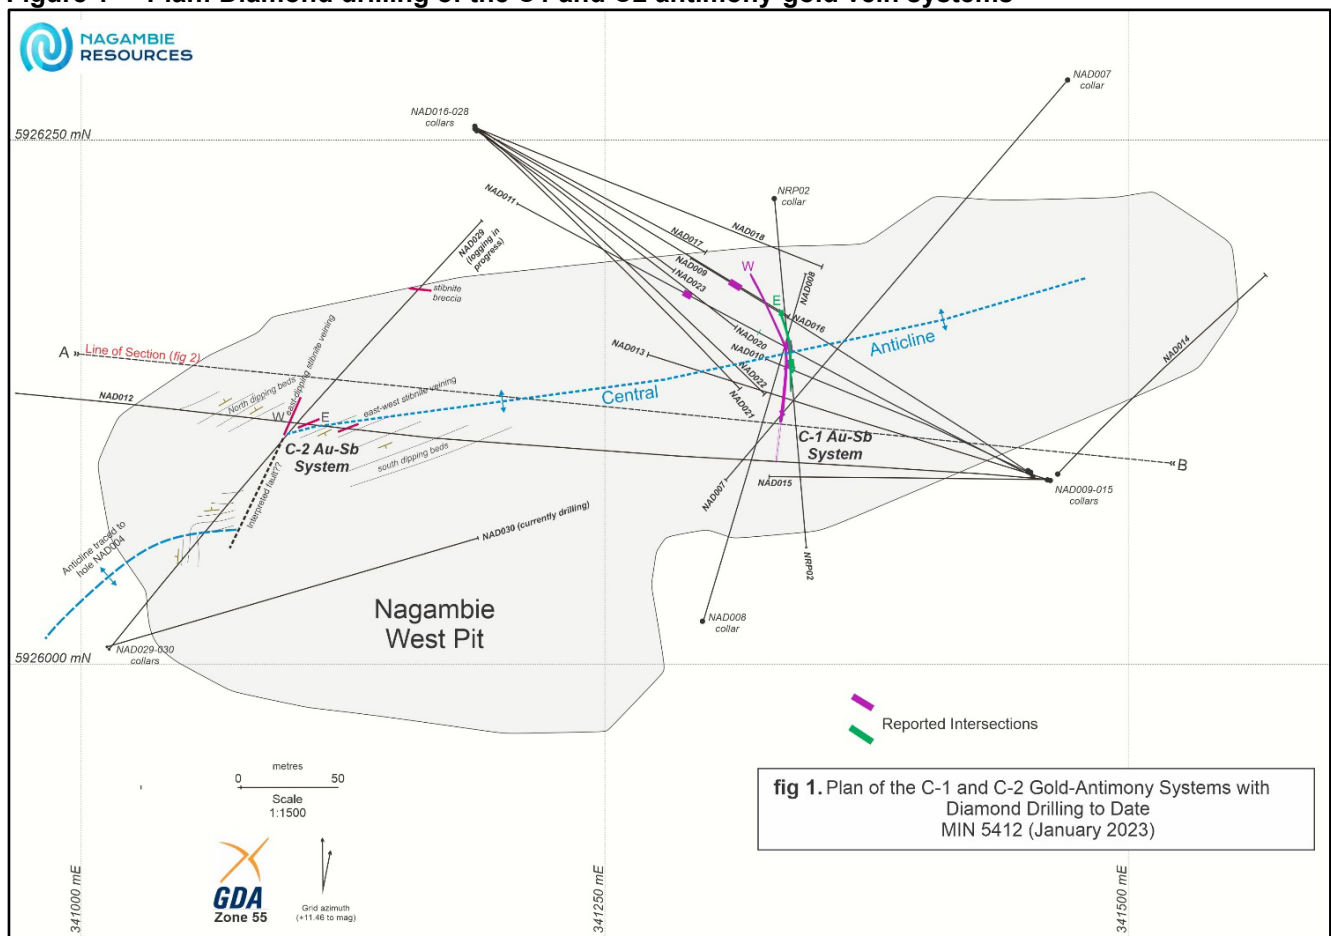 NAGAMBIE
RESOURCES
NAD007
collar
NAD016-028
collars
5926250 mN
NAD011
NRP02
collar
NAD029
(logging in
progress)
NAD017
NAD018
NAD009
W
NAD008
NAD023
stibnite
breccia
E
NAD016
NAD020
A
Line of Section (fig 2)
NAD013
NAD010
Anticline
NAD014
North dipping beds
east-dipping stibnite veining
east-west stibnite veining
NAD022
NAD012
Central
NAD021
W
E
C-2 Au-Sb
System
C-1 Au-Sb
System
south dipping beds
B
NAD007
NAD015
NAD009-015
collars
Interpreted fault??
NAD030 (currently drilling)
Anticline traced to
hole NAD004
NRP02
Nagambie
West Pit
NAD008
collar
NAD029-030
collars
5926000 mN
Reported Intersections
metres
0 50
Scale
1:1500
fig 1. Plan of the C-1 and C-2 Gold-Antimony Systems with
Diamond Drilling to Date
MIN 5412 (January 2023)
GDA
Zone 55
Grid azimuth
(+11.46 to mag)
341000 mE
341250 mE
341500 mE